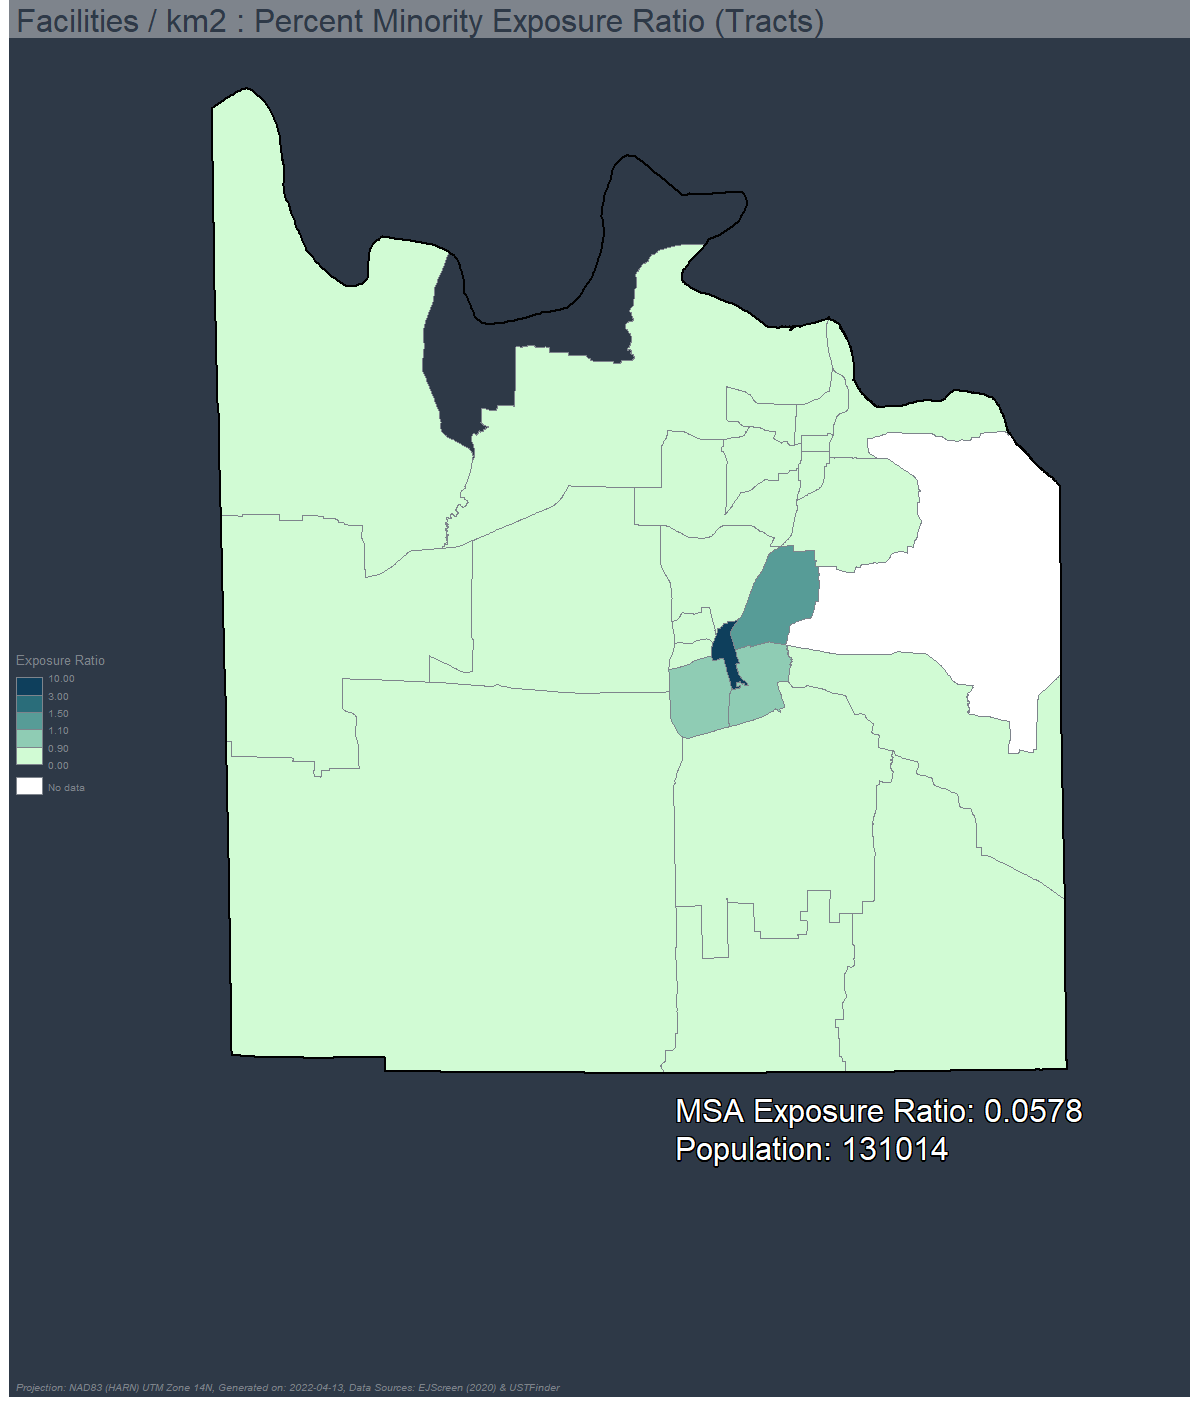 Facilities / km2 : Percent Minority Exposure Ratio (Tracts)
Exposure Ratio
10.00
3.00
1.50
1.10
0.90
0.00
No data
MSA Exposure Ratio: 0.0578
Population: 131014
Projection: NAD83 (HARN) UTM Zone 14N, Generated on: 2022-04-13, Data Sources: EJScreen (2020) & USTFinder